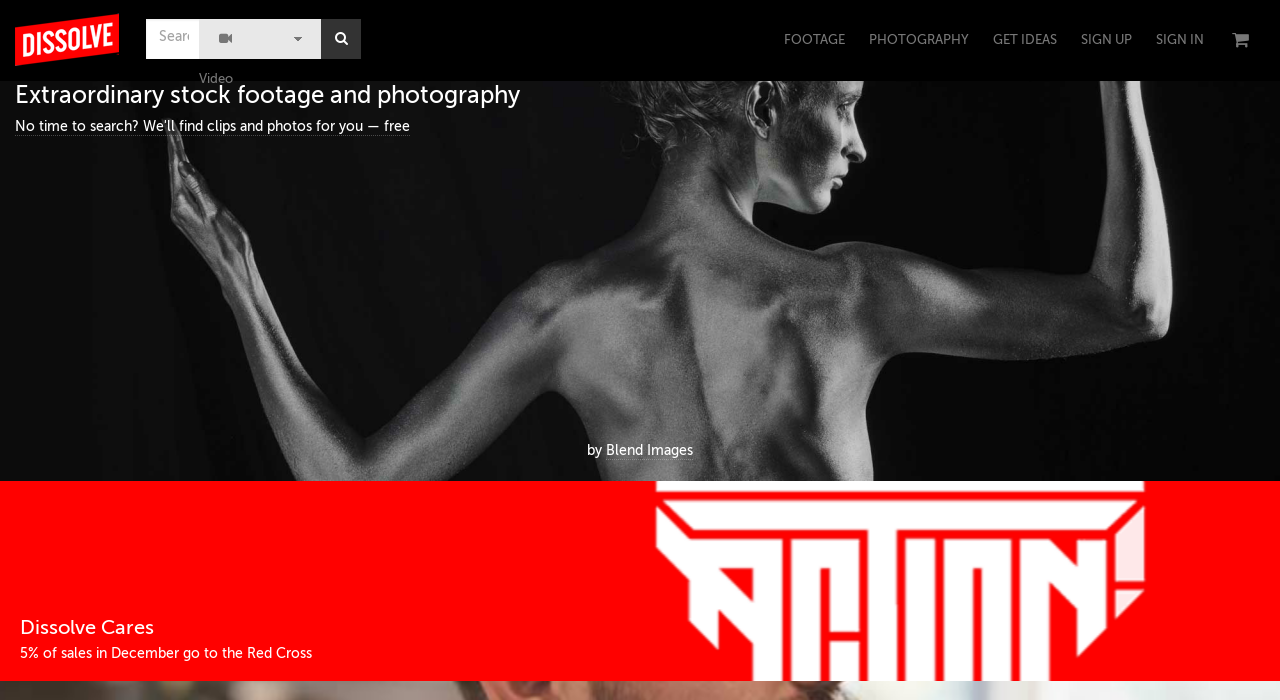 DISSOLVE
Searc
Video
FOOTAGE
PHOTOGRAPHY
GET IDEAS
SIGN UP
SIGN IN
Extraordinary stock footage and photography
No time to search? We'll find clips and photos for you — free
by Blend Images
ACTION!
Dissolve Cares
5% of sales in December go to the Red Cross